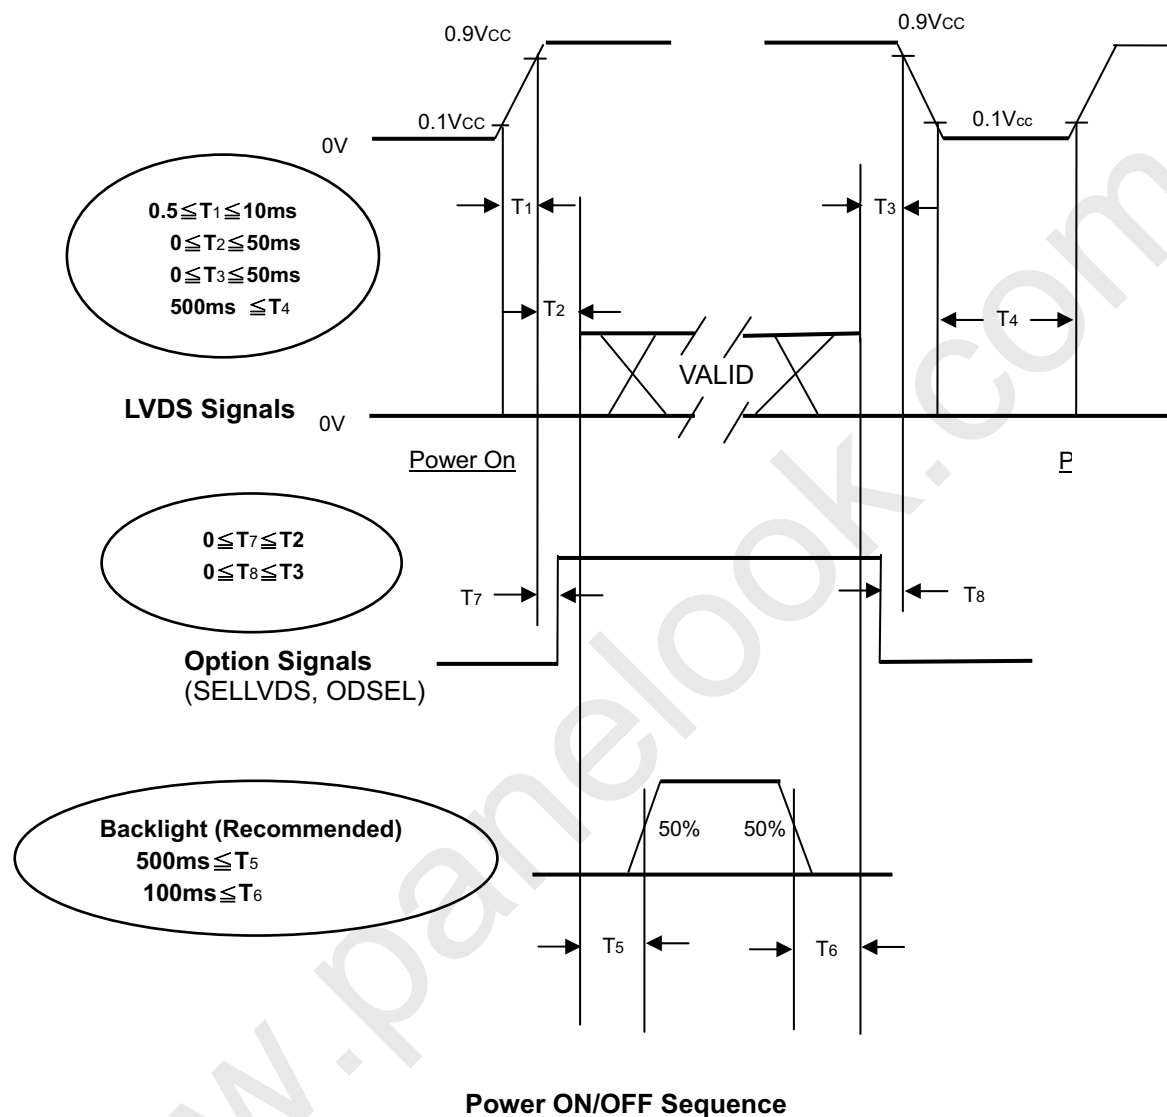 0.9VCC
0.9VCC
0.1VCC
0.1Vcc
0V
0.5≦T1≦10ms
0≦T2≦50ms
0≦T3≦50ms
500ms ≦T4
T1
T3
T2
T4
VALID
LVDS Signals
0V
Power On
P
0≦T7≦T2
0≦T8≦T3
T7
T8
Option Signals
(SELLVDS, ODSEL)
Backlight (Recommended)
500ms≦T5
100ms≦T6
50%
50%
T5
T6
Power ON/OFF Sequence
w.panelook.com